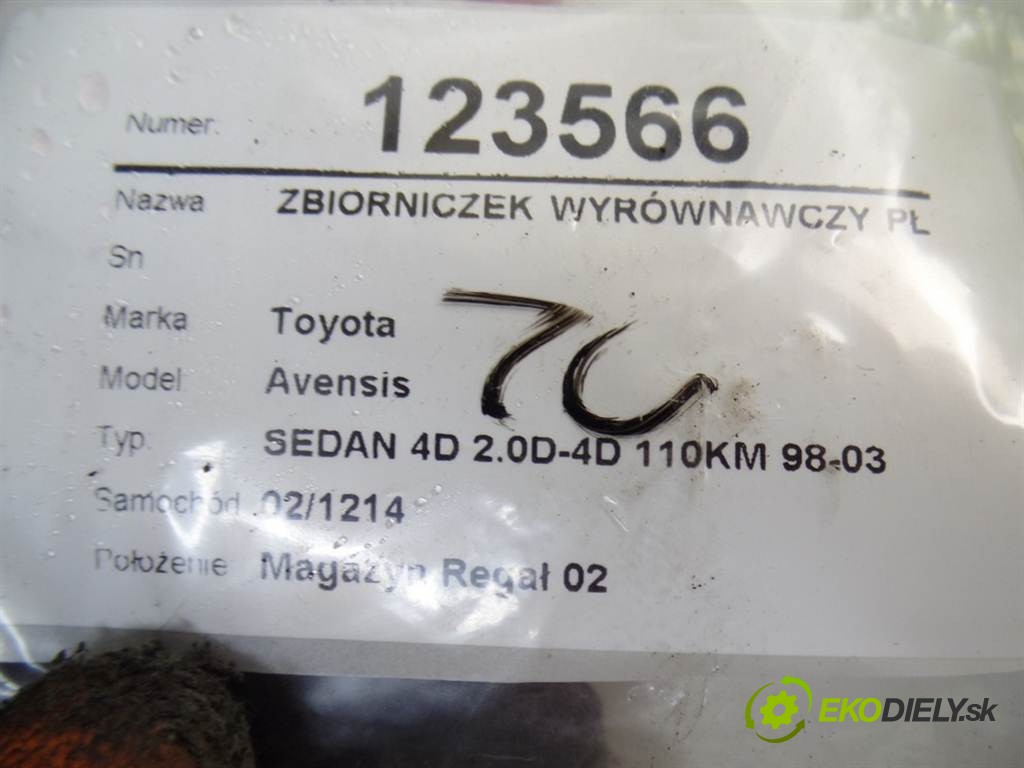 Numer. 123566
Nazwa ZBIORNICZEK WYRÓWNAWCZY PŁ
Sn
Marka Toyota
Model Avensis
Typ. SEDAN 4D 2.0D-4D 110KM 98-03
Samochód 02/1214
Położenie Magazyn Regał 02
EKODIELY.sk